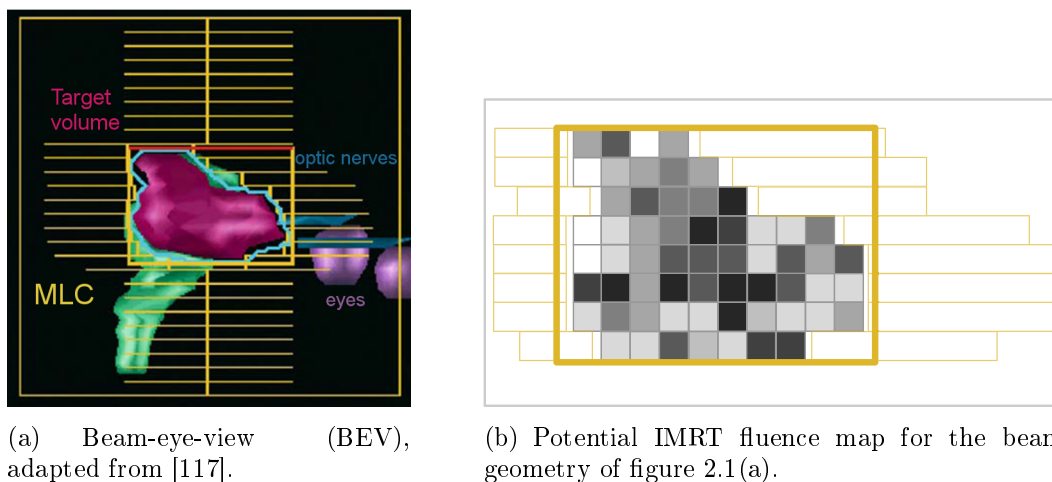 Target
volume
optic nerves
MLC
eyes
(a) Beam-eye-view (BEV),
adapted from [117].
(b) Potential IMRT fluence map for the beam
geometry of figure 2.1(a).